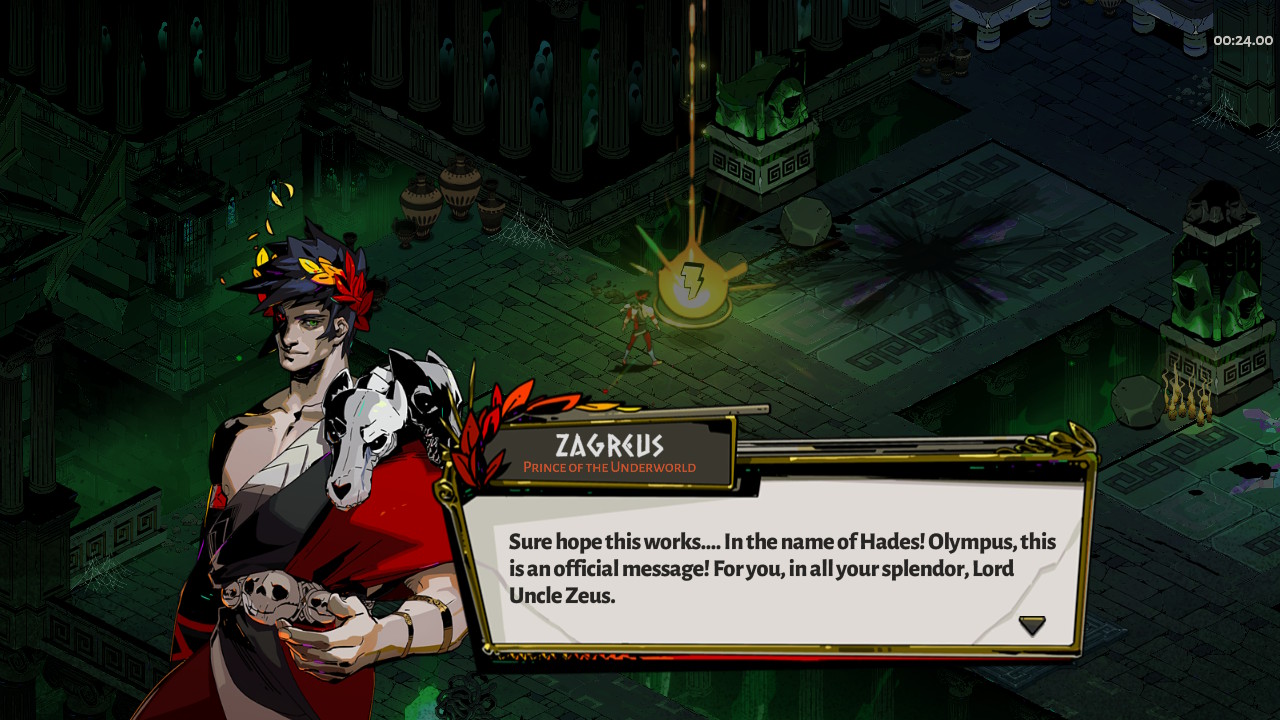 00:24.00
ZAGREUS
PRINCE OF THE UNDERWORLD
Sure hope this works.... In the name of Hades! Olympus, this
is an official message! For you, in all your splendor, Lord
Uncle Zeus.